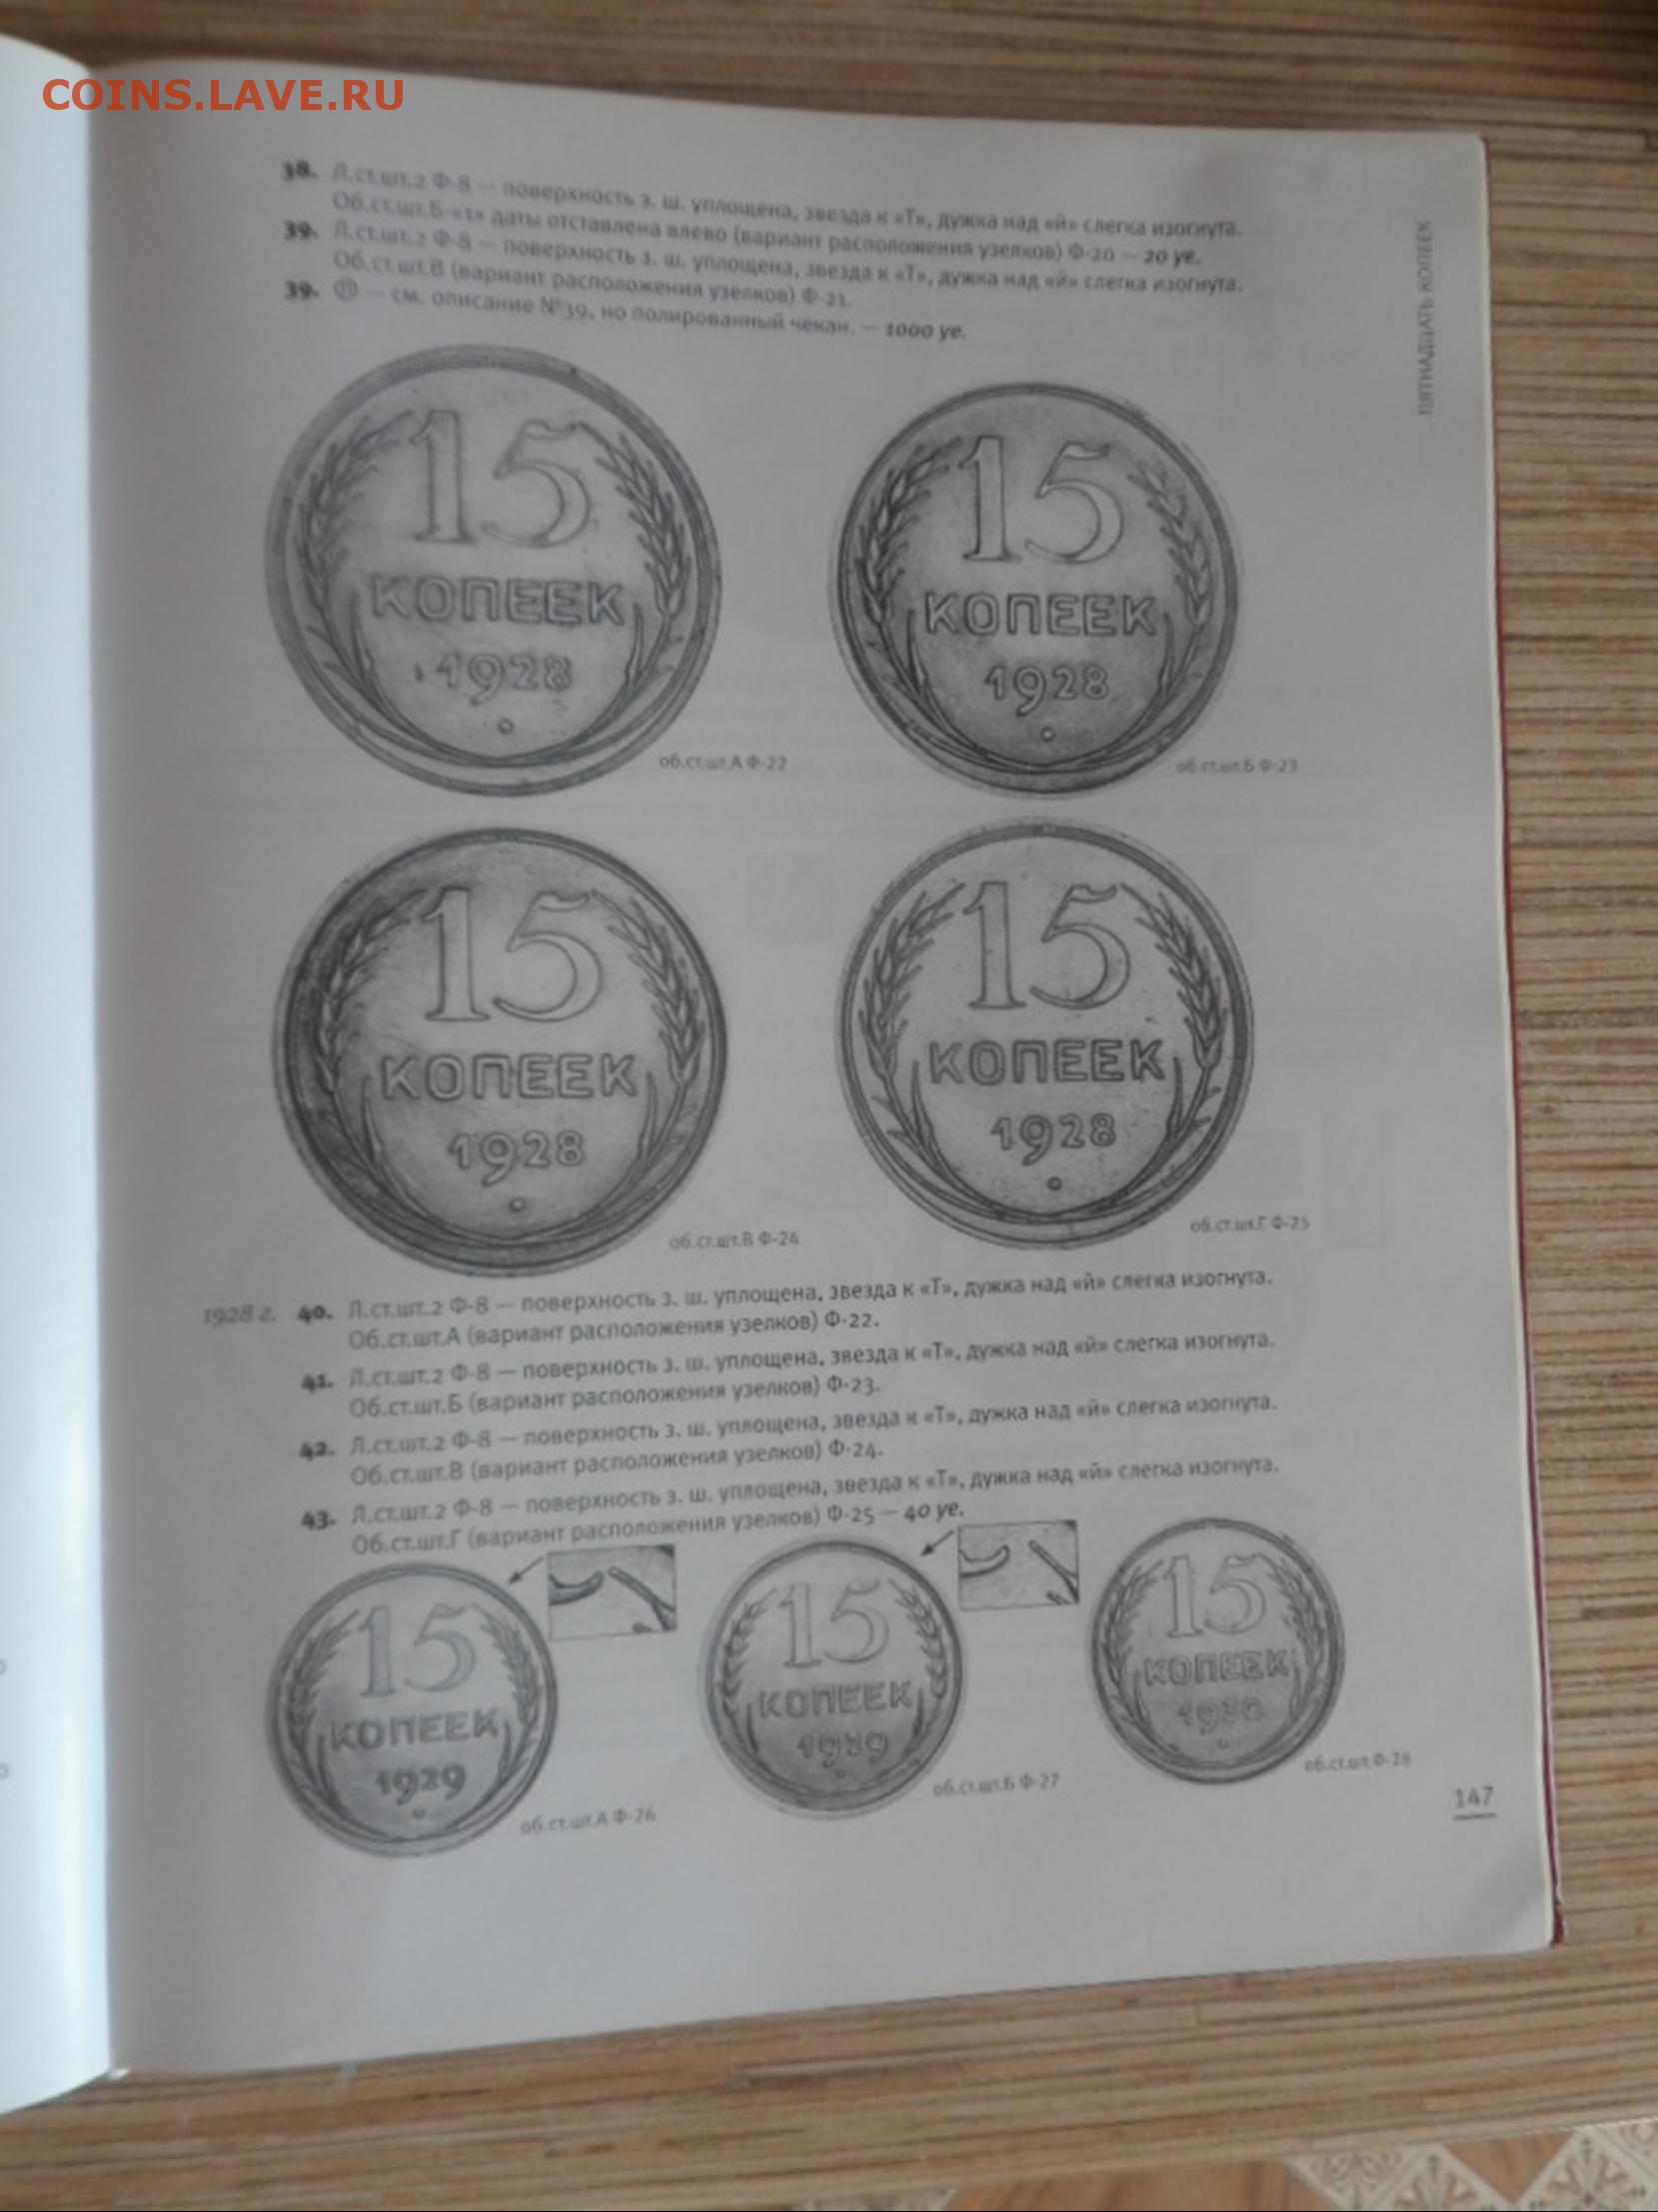 COINS.LAVE.RU
38. Л.ст.шт.2 Ф-8 — поверхность з. ш. уплощена, звезда к «Т», дужка над «й» слегка изогнута.
Об.ст.шт.Б-«1» даты отставлена влево (вариант расположения узелков) Ф-20 — 20 уе.
39. Л.ст.шт.2 Ф-8 — поверхность з. ш. уплощена, звезда к «Т», дужка над «й» слегка изогнута.
Об.ст.шт.В (вариант расположения узелков) Ф-21.
39. Ⓟ — см. описание №39, но полированный чекан. — 1000 уе.
ПЯТНАДЦАТЬ КОПЕЕК
15
КОПЕЕК
1928
об.ст.шт.А Ф-22
15
КОПЕЕК
1928
об.ст.шт.Б Ф-23
15
КОПЕЕК
1928
об.ст.шт.В Ф-24
15
КОПЕЕК
1928
об.ст.шт.Г Ф-25
1928 г. 40. Л.ст.шт.2 Ф-8 — поверхность з. ш. уплощена, звезда к «Т», дужка над «й» слегка изогнута.
Об.ст.шт.А (вариант расположения узелков) Ф-22.
41. Л.ст.шт.2 Ф-8 — поверхность з. ш. уплощена, звезда к «Т», дужка над «й» слегка изогнута.
Об.ст.шт.Б (вариант расположения узелков) Ф-23.
42. Л.ст.шт.2 Ф-8 — поверхность з. ш. уплощена, звезда к «Т», дужка над «й» слегка изогнута.
Об.ст.шт.В (вариант расположения узелков) Ф-24.
43. Л.ст.шт.2 Ф-8 — поверхность з. ш. уплощена, звезда к «Т», дужка над «й» слегка изогнута.
Об.ст.шт.Г (вариант расположения узелков) Ф-25 — 40 уе.
15
КОПЕЕК
1929
об.ст.шт.А Ф-26
15
КОПЕЕК
1929
об.ст.шт.Б Ф-27
15
КОПЕЕК
1930
об.ст.шт.Ф-28
147